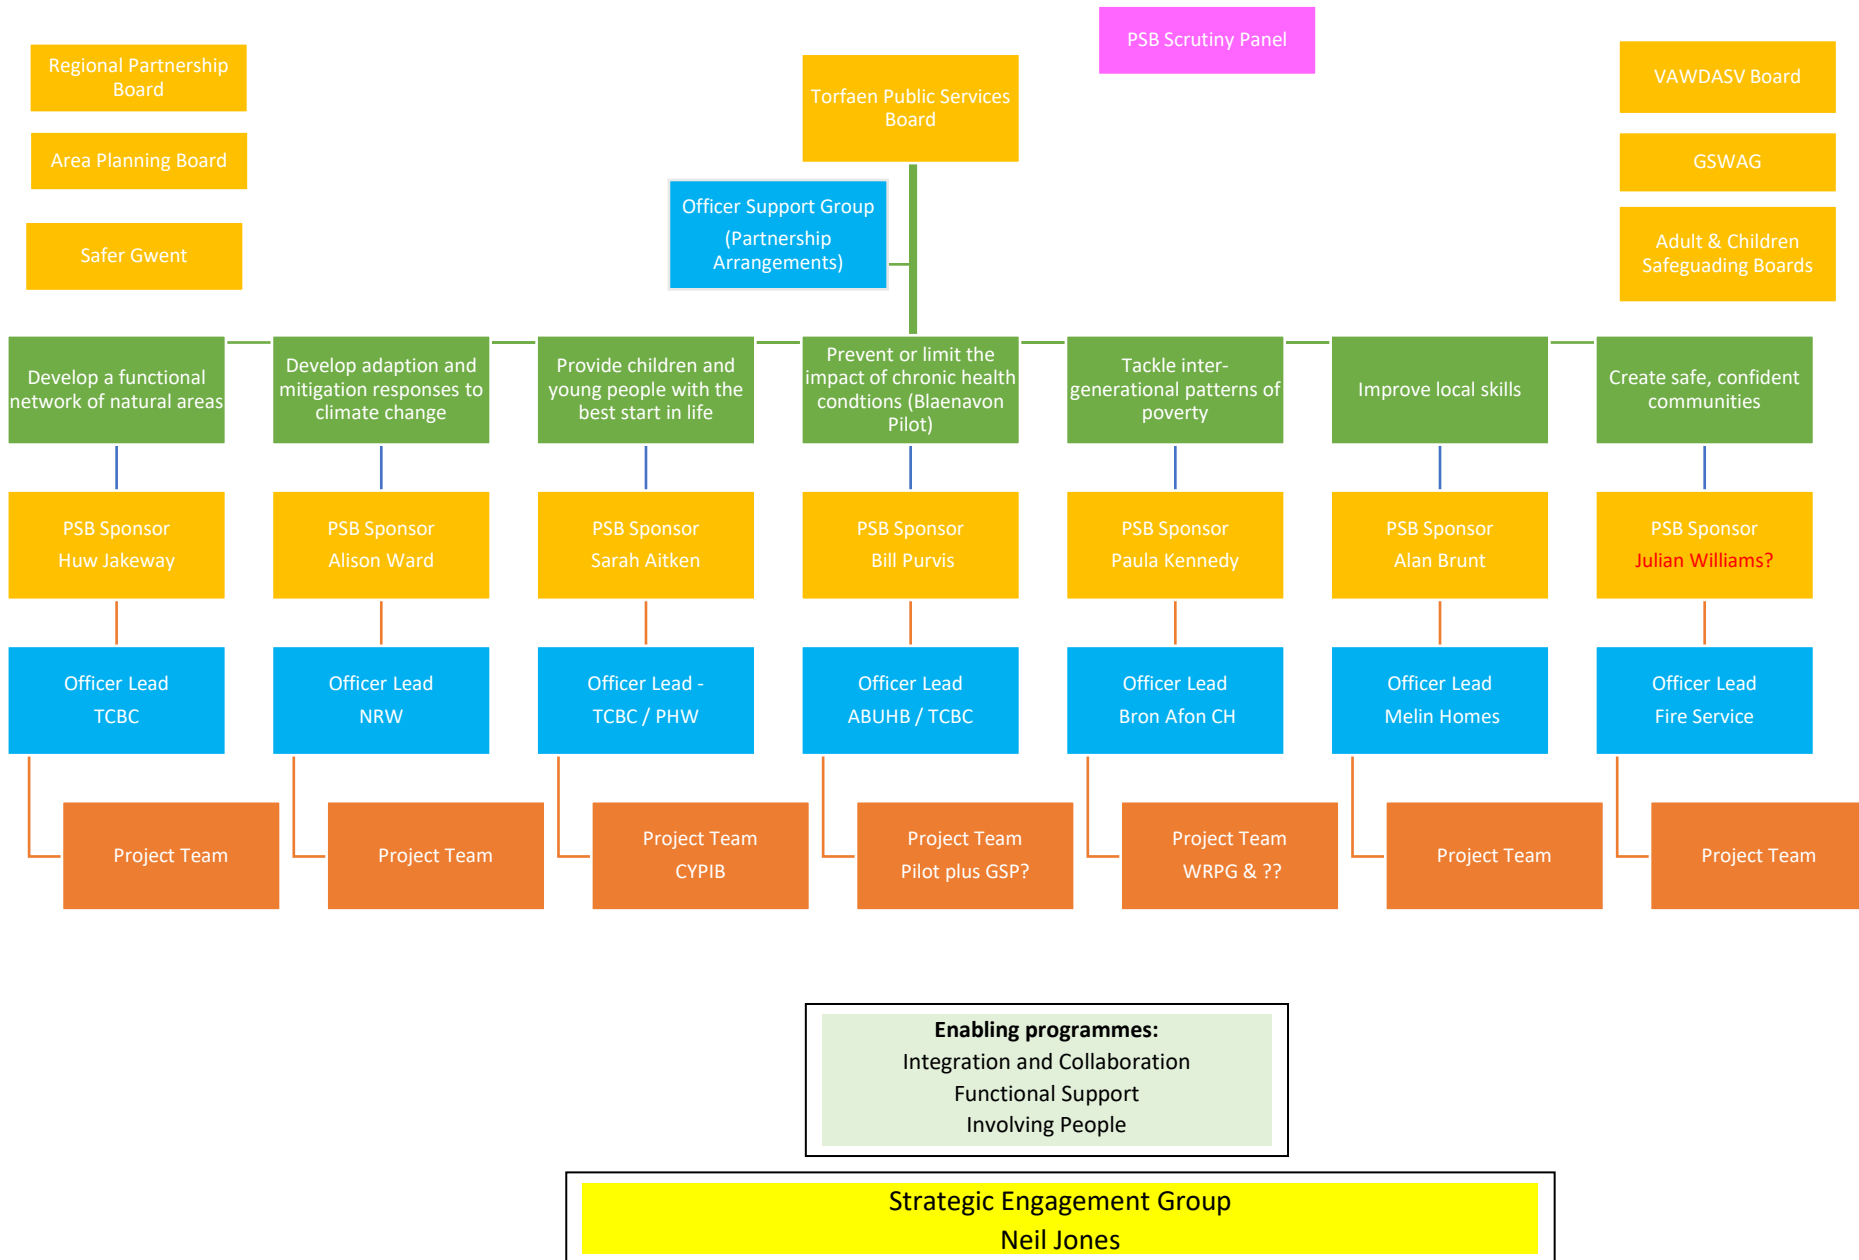 PSB Scrutiny Panel
Regional Partnership
Board
Torfaen Public Services
Board
VAWDASV Board
Area Planning Board
GSWAG
Officer Support Group
(Partnership
Arrangements)
Safer Gwent
Adult & Children
Safeguading Boards
Develop a functional
network of natural areas
Develop adaption and
mitigation responses to
climate change
Provide children and
young people with the
best start in life
Prevent or limit the
impact of chronic health
condtions (Blaenavon
Pilot)
Tackle inter-
generational patterns of
poverty
Improve local skills
Create safe, confident
communities
PSB Sponsor
Huw Jakeway
PSB Sponsor
Alison Ward
PSB Sponsor
Sarah Aitken
PSB Sponsor
Bill Purvis
PSB Sponsor
Paula Kennedy
PSB Sponsor
Alan Brunt
PSB Sponsor
Julian Williams?
Officer Lead
TCBC
Officer Lead
NRW
Officer Lead -
TCBC / PHW
Officer Lead
ABUHB / TCBC
Officer Lead
Bron Afon CH
Officer Lead
Melin Homes
Officer Lead
Fire Service
Project Team
Project Team
Project Team
CYPIB
Project Team
Pilot plus GSP?
Project Team
WRPG & ??
Project Team
Project Team
Enabling programmes:
Integration and Collaboration
Functional Support
Involving People
Strategic Engagement Group
Neil Jones